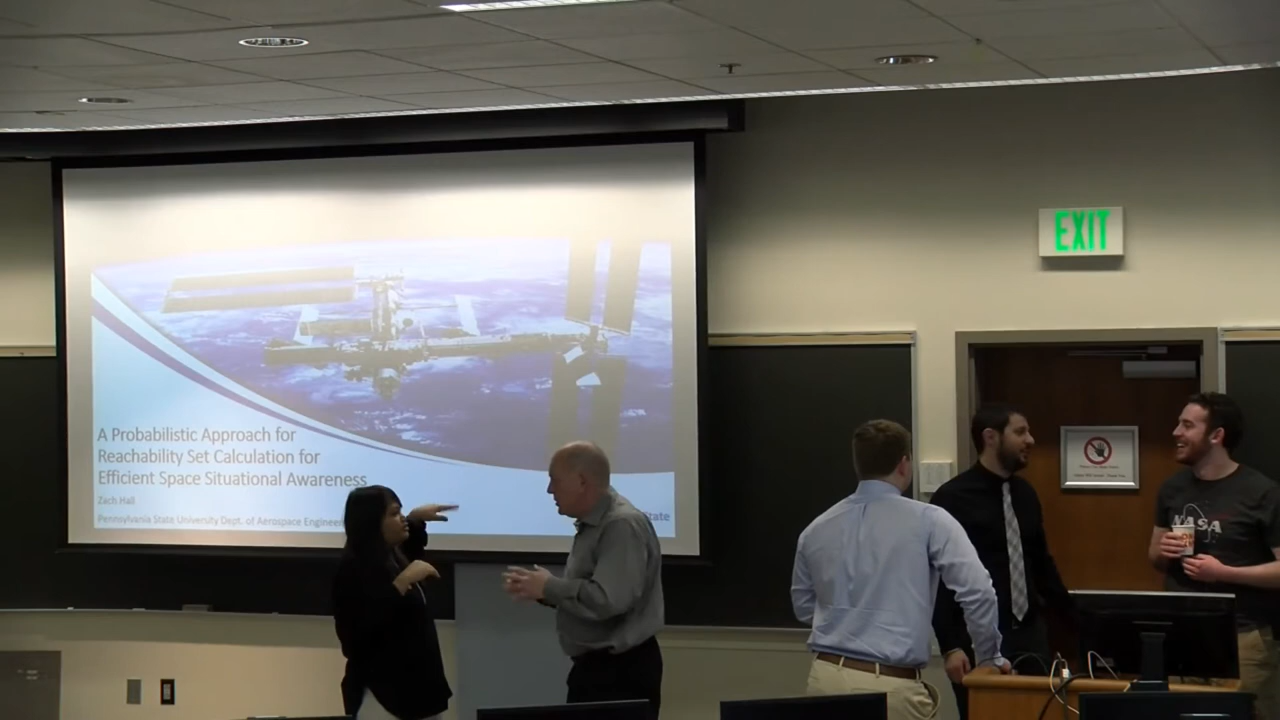 EXIT
A Probabilistic Approach for
Reachability Set Calculation for
Efficient Space Situational Awareness
Zach Hall
Pennsylvania State University Dept. of Aerospace State
NASA